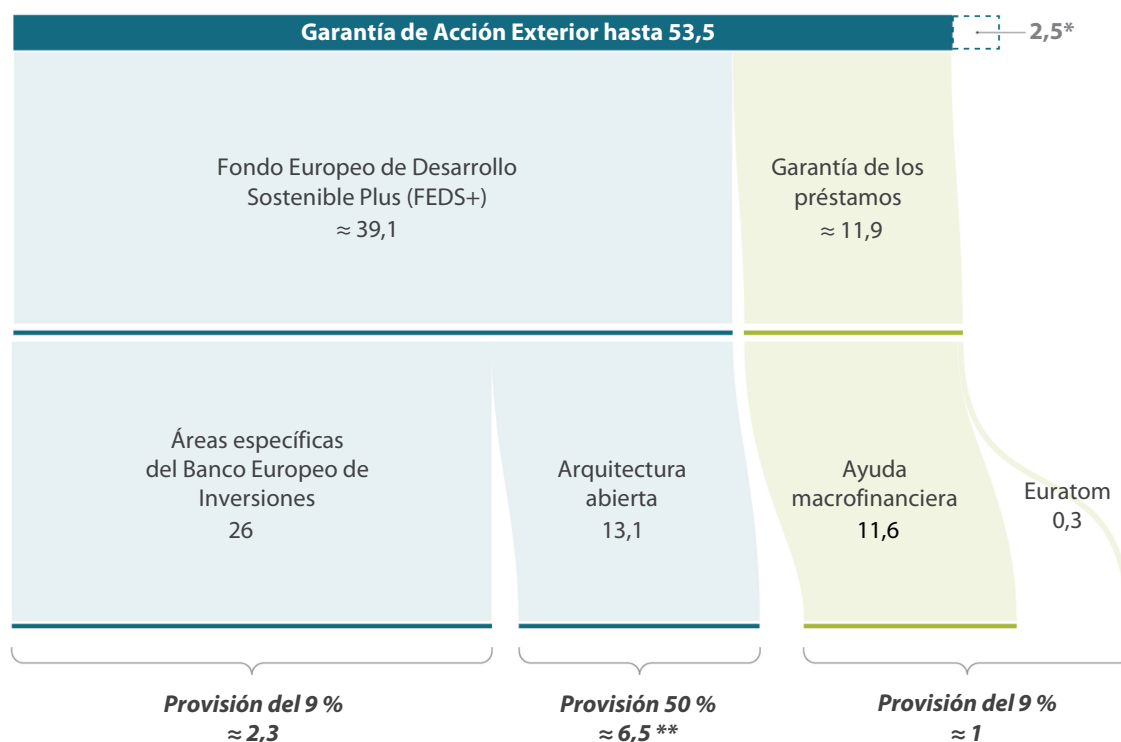 Garantía de Acción Exterior hasta 53,5
2,5*
Fondo Europeo de Desarrollo
Sostenible Plus (FEDS+)
≈ 39,1
Garantía de los
préstamos
≈ 11,9
Áreas específicas
del Banco Europeo de
Inversiones
26
Arquitectura
abierta
13,1
Ayuda
macrofinanciera
11,6
Euratom
0,3
Provisión del 9 %
≈ 2,3
Provisión 50 %
≈ 6,5 **
Provisión del 9 %
≈ 1